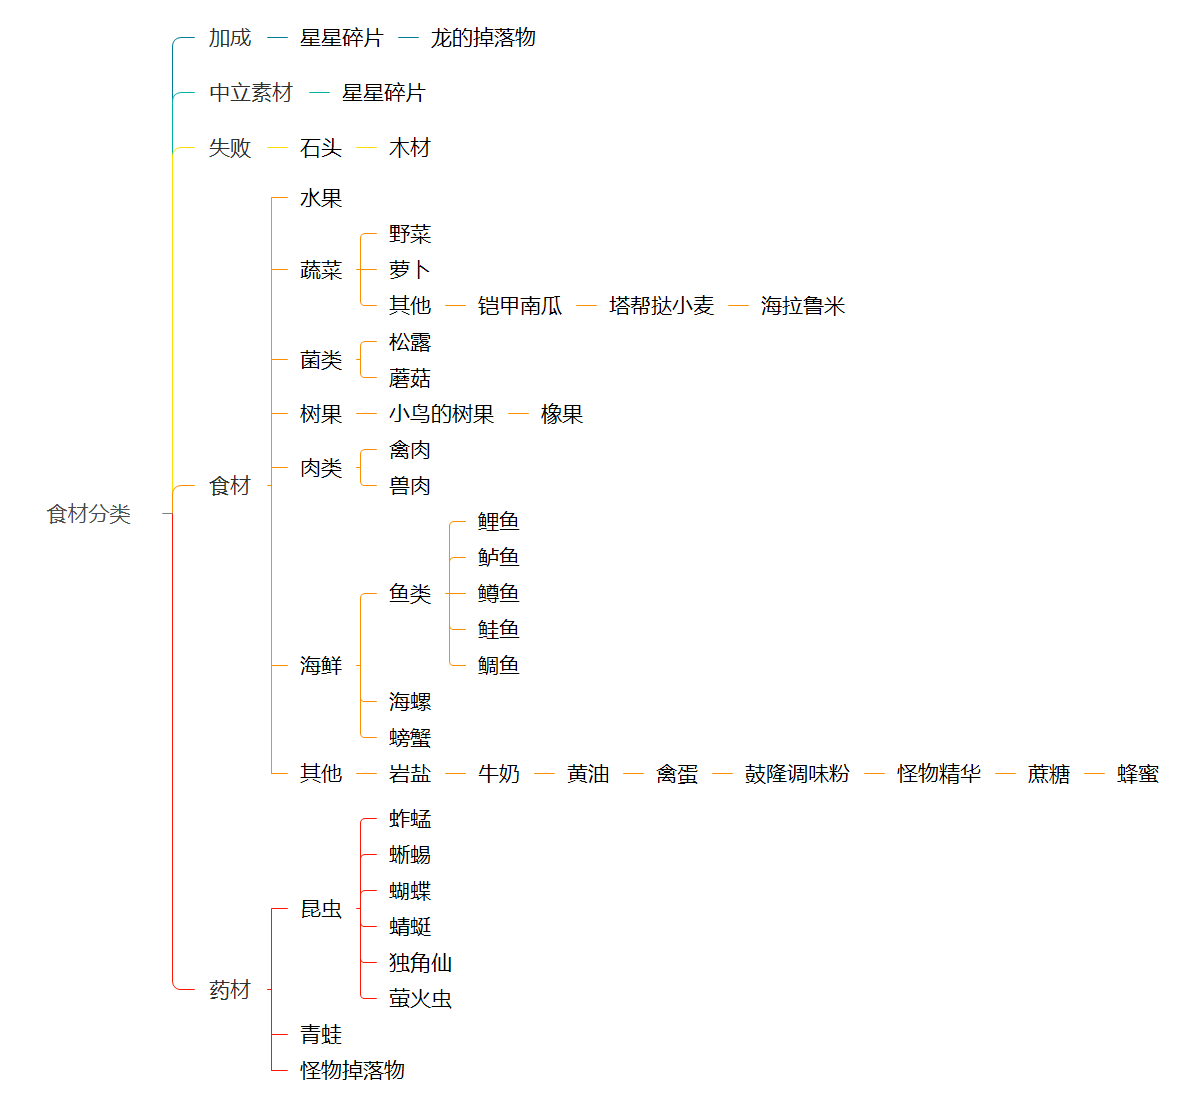 加成 星星碎片 龙的掉落物
中立素材 星星碎片
失败 石头 木材
水果
野菜
蔬菜 萝卜
其他 铠甲南瓜 塔帮挞小麦 海拉鲁米
松露
菌类
蘑菇
树果 小鸟的树果 橡果
禽肉
肉类
食材 兽肉
食材分类
鲤鱼
鲈鱼
鱼类 鳟鱼
鲑鱼
海鲜 鲷鱼
海螺
螃蟹
其他 岩盐 牛奶 黄油 禽蛋 鼓隆调味粉 怪物精华 蔗糖 蜂蜜
蚱蜢
蜥蜴
蝴蝶
昆虫
蜻蜓
独角仙
药材
萤火虫
青蛙
怪物掉落物